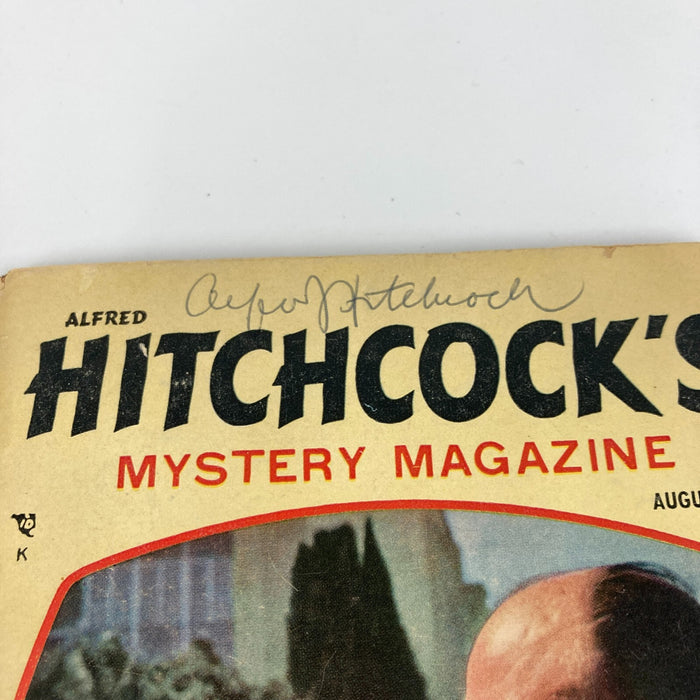 Alfred J Hitchcock
ALFRED
HITCHCOCK'S
MYSTERY MAGAZINE
AUGU
K